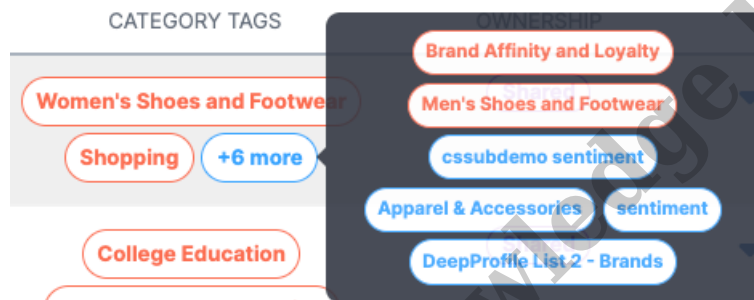 CATEGORY TAGS
OWNERSHIP
Brand Affinity and Loyalty
Women's Shoes and Footwear
Shared
Men's Shoes and Footwear
Shopping
+6 more
cssubdemo sentiment
Apparel & Accessories
sentiment
College Education
DeepProfile List 2 - Brands